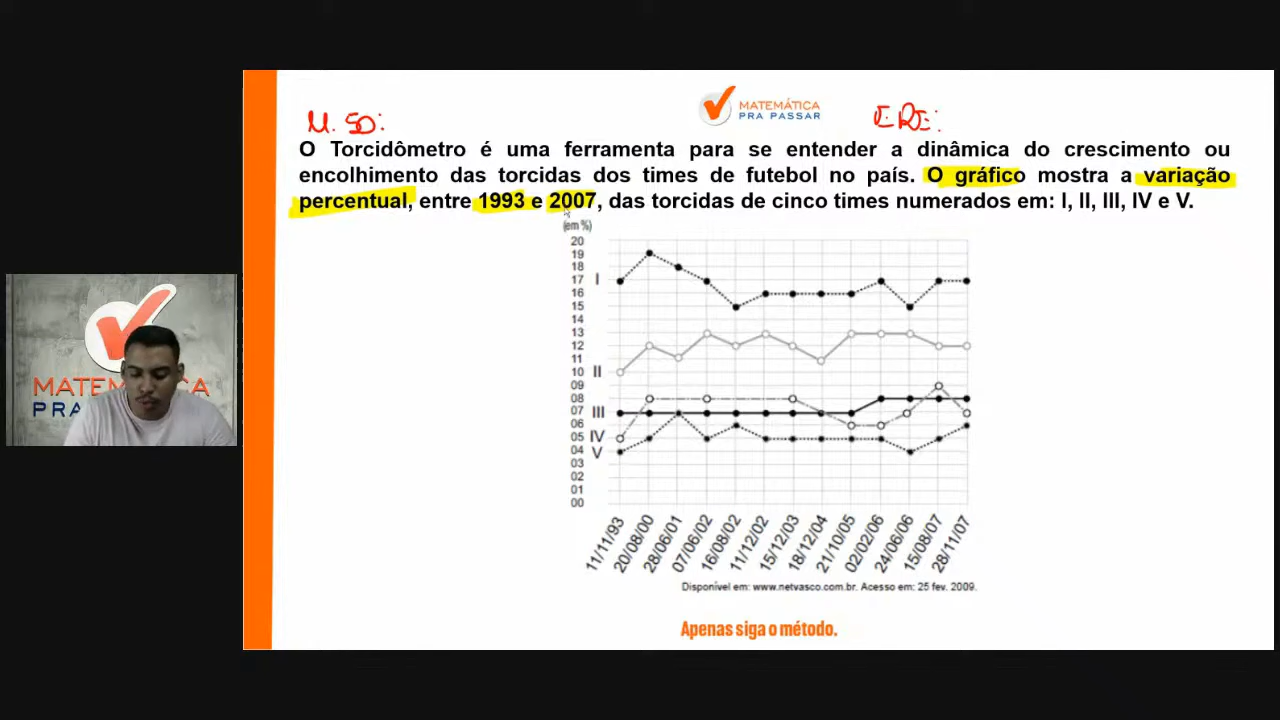 MATEMÁTICA
PRA PASSAR
M. SD:
E. RE:
O Torcidômetro é uma ferramenta para se entender a dinâmica do crescimento ou
encolhimento das torcidas dos times de futebol no país. O gráfico mostra a variação
percentual, entre 1993 e 2007, das torcidas de cinco times numerados em: I, II, III, IV e V.
(em %)
20
19
18
17
16
15
14
13
12
11
10
09
08
07
06
05
04
03
02
01
00
I
II
III
IV
V
11/11/93
20/08/00
28/06/01
07/06/02
16/08/02
11/12/02
15/12/03
18/12/04
21/10/05
02/02/06
24/06/06
15/08/07
28/11/07
Disponível em: www.netvasco.com.br. Acesso em: 25 fev. 2009.
Apenas siga o método.
MATEMÁTICA
PRA